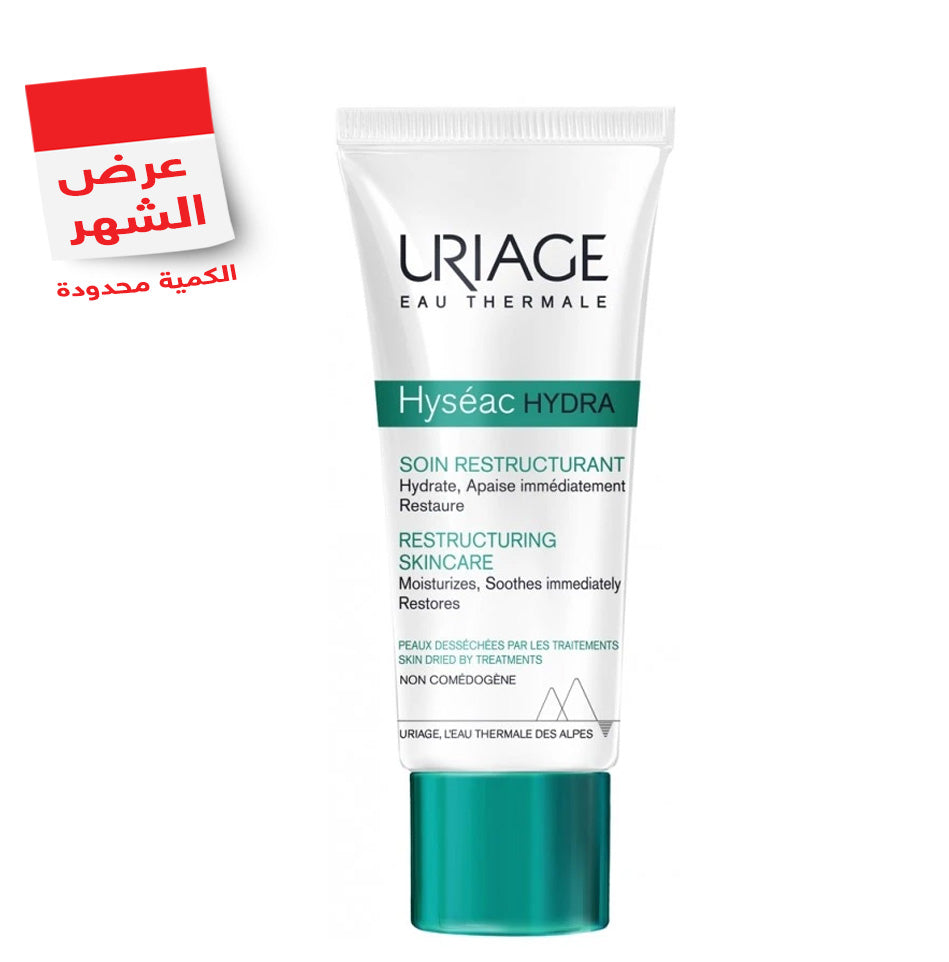 عرض
الشهر
الكمية محدودة
URIAGE
EAU THERMALE
Hyséac HYDRA
SOIN RESTRUCTURANT
Hydrate, Apaise immédiatement
Restaure
RESTRUCTURING
SKINCARE
Moisturizes, Soothes immediately
Restores
PEAUX DESSÉCHÉES PAR LES TRAITEMENTS
SKIN DRIED BY TREATMENTS
NON COMÉDOGÈNE
URIAGE, L'EAU THERMALE DES ALPES